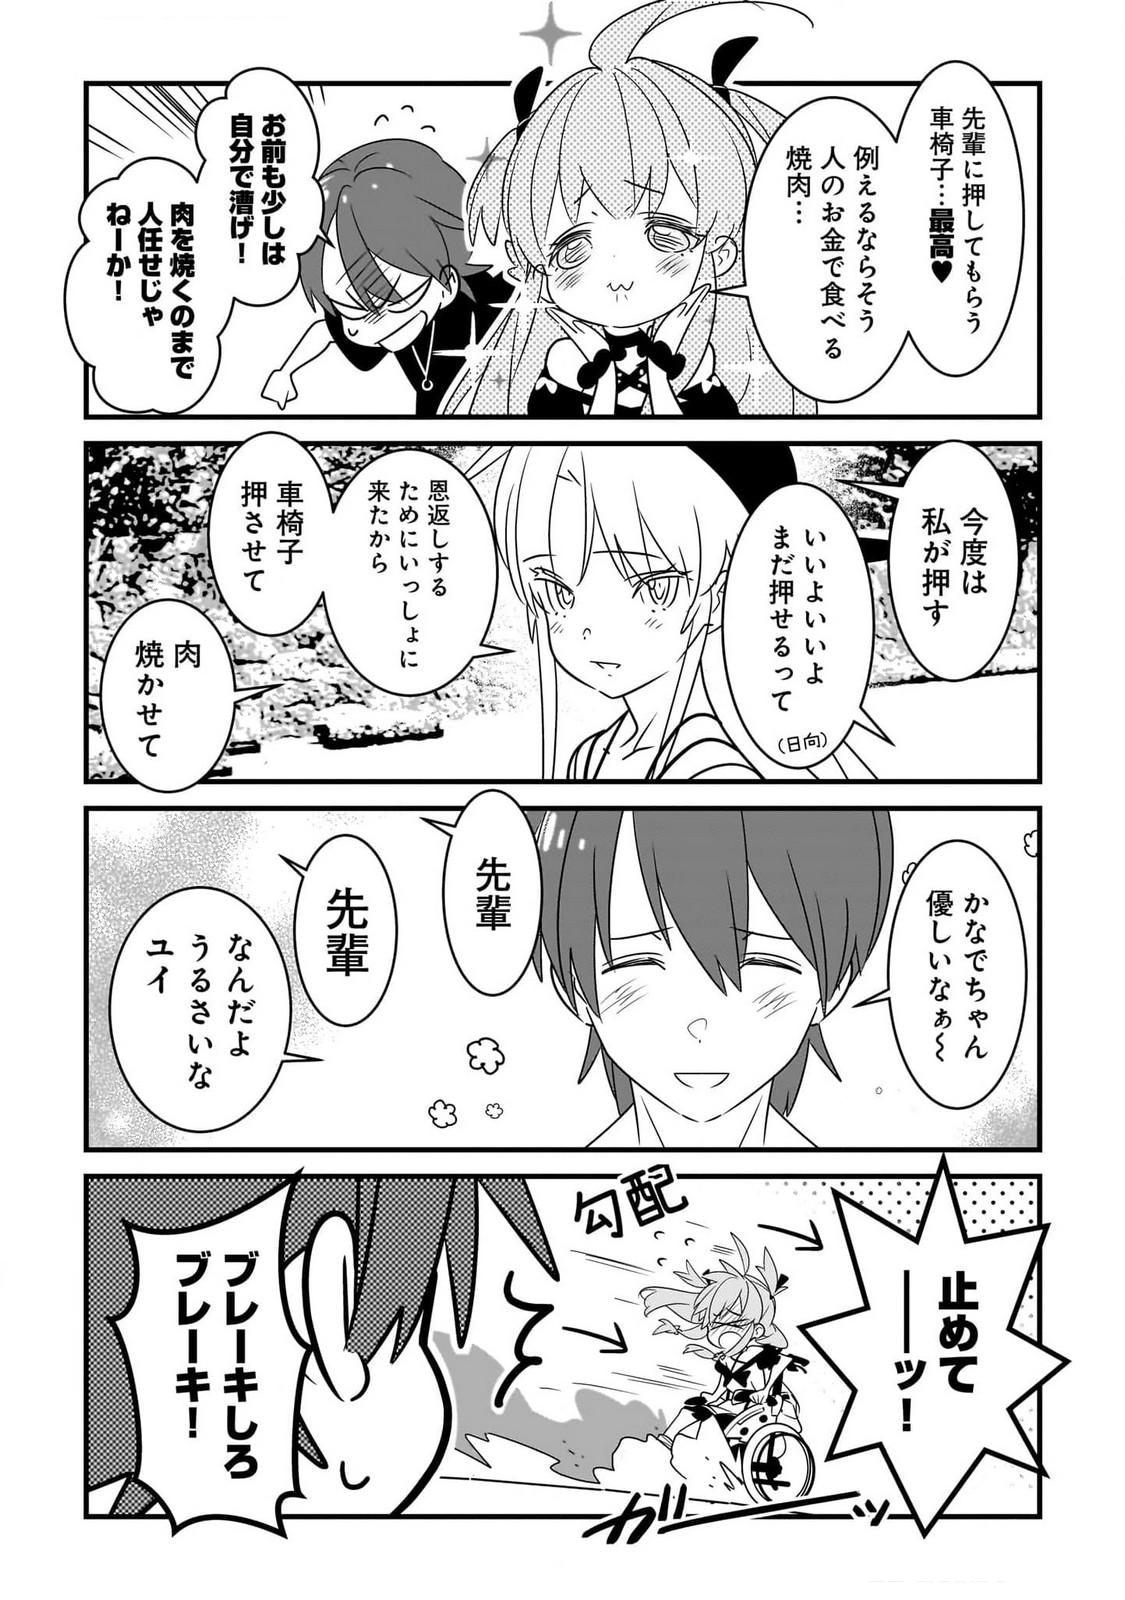 先輩に押してもらう
車椅子…最高♥
例えるならそう
人のお金で食べる
焼肉…
お前も少しは
自分で漕げ！
肉を焼くのまで
人任せじゃ
ねーか！
今度は
私が押す
いいよいいよ
まだ押せるって
（日向）
恩返しする
ためにいっしょに
来たから
車椅子
押させて
肉
焼かせて
かなでちゃん
優しいなぁ〜
先輩
先輩
なんだよ
うるさいな
ユイ
止めて
――ッ！
勾配
ガーッ
ブレーキしろ
ブレーキ！